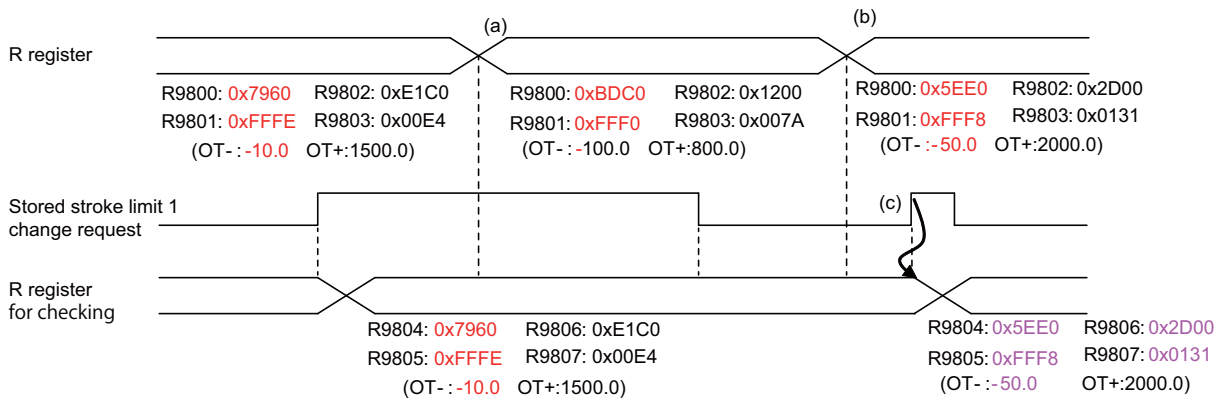 (a)
(b)
R register
R9800: 0x7960 R9802: 0xE1C0
R9801: 0xFFFE R9803: 0x00E4
(OT- : -10.0 OT+:1500.0)
R9800: 0xBDC0 R9802: 0x1200
R9801: 0xFFF0 R9803: 0x007A
(OT- : -100.0 OT+:800.0)
R9800: 0x5EE0 R9802: 0x2D00
R9801: 0xFFF8 R9803: 0x0131
(OT- :-50.0 OT+:2000.0)
Stored stroke limit 1
change request
(c)
R register
for checking
R9804: 0x7960 R9806: 0xE1C0
R9805: 0xFFFE R9807: 0x00E4
(OT- : -10.0 OT+:1500.0)
R9804: 0x5EE0 R9806: 0x2D00
R9805: 0xFFF8 R9807: 0x0131
(OT- :-50.0 OT+:2000.0)